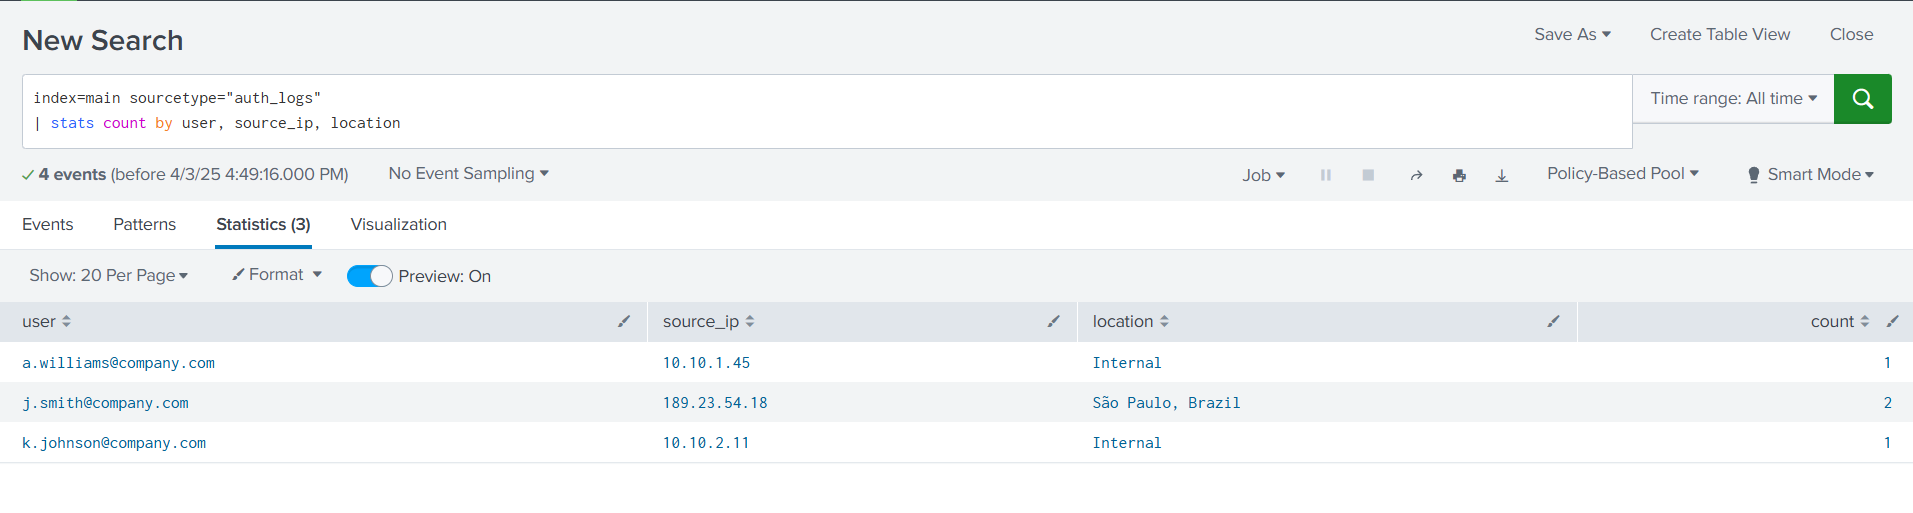 New Search
Save As Create Table View Close
index=main sourcetype="auth_logs"
| stats count by user, source_ip, location
Time range: All time
4 events (before 4/3/25 4:49:16.000 PM) No Event Sampling Job Policy-Based Pool Smart Mode
Events Patterns Statistics (3) Visualization
Show: 20 Per Page Format Preview: On
user source_ip location count
a.williams@company.com 10.10.1.45 Internal 1
j.smith@company.com 189.23.54.18 São Paulo, Brazil 2
k.johnson@company.com 10.10.2.11 Internal 1